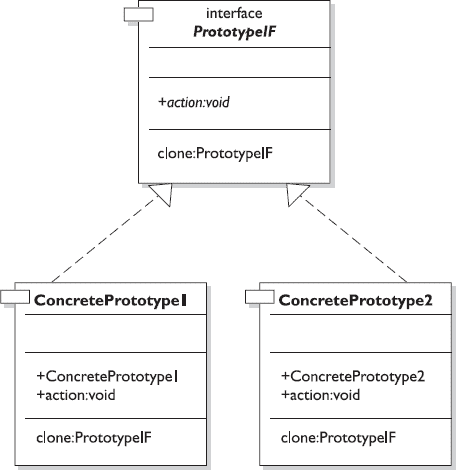 interface
PrototypeIF
+action:void
clone:PrototypeIF
ConcretePrototype1
+ConcretePrototype1
+action:void
clone:PrototypeIF
ConcretePrototype2
+ConcretePrototype2
+action:void
clone:PrototypeIF